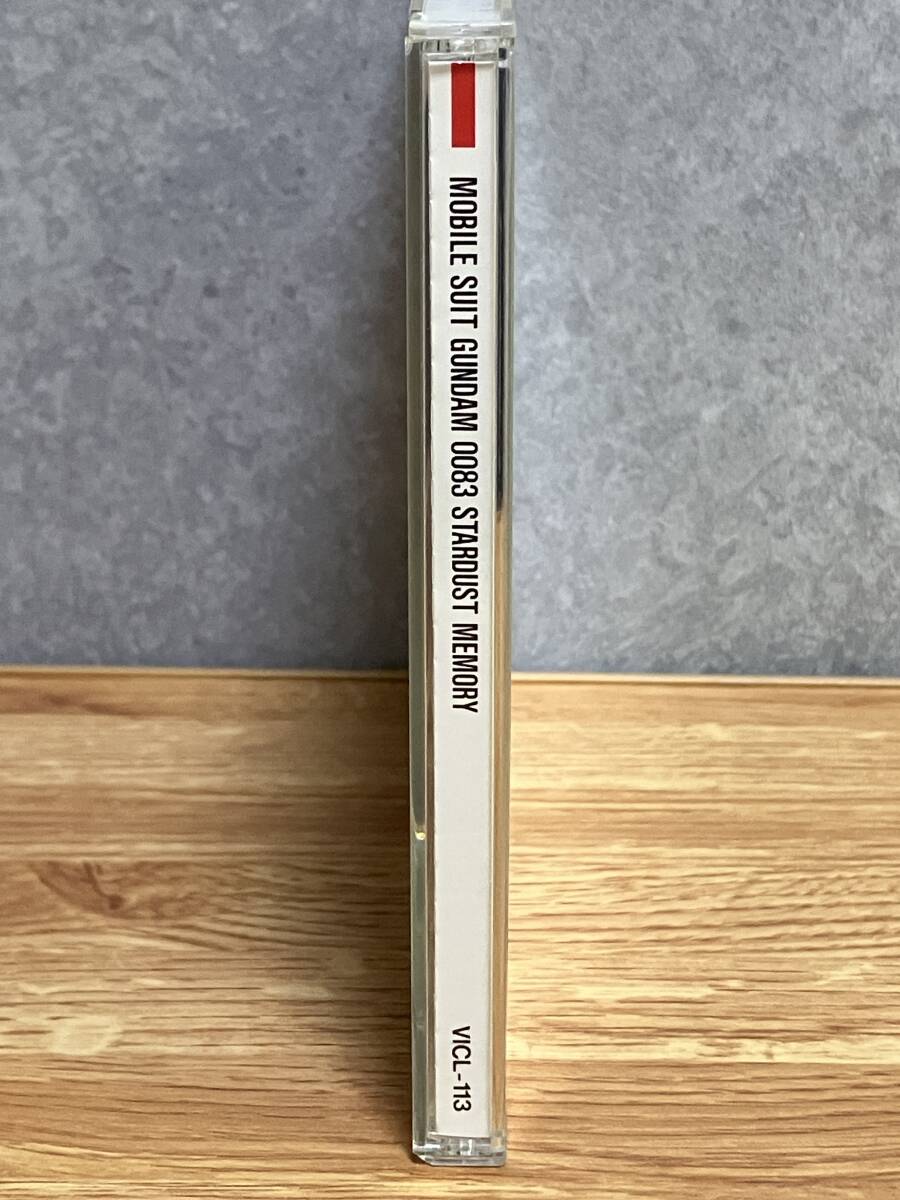 MOBILE SUIT GUNDAM 0083 STARDUST MEMORY
VICL-113